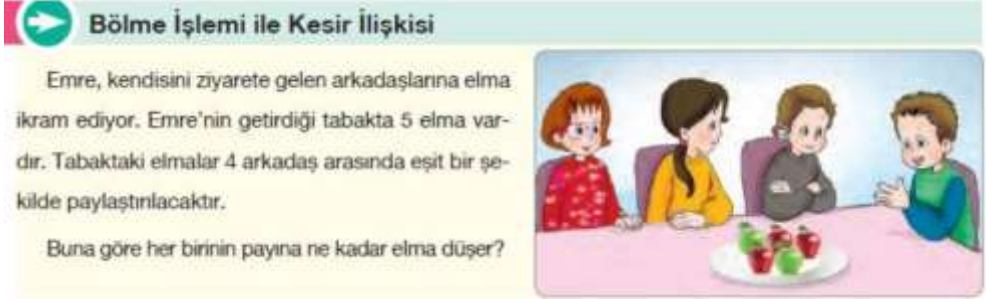 Bölme İşlemi ile Kesir İlişkisi
Emre, kendisini ziyarete gelen arkadaşlarına elma
ikram ediyor. Emre'nin getirdiği tabakta 5 elma var-
dır. Tabaktaki elmalar 4 arkadaş arasında eşit bir şe-
kilde paylaştırılacaktır.
Buna göre her birinin payına ne kadar elma düşer?